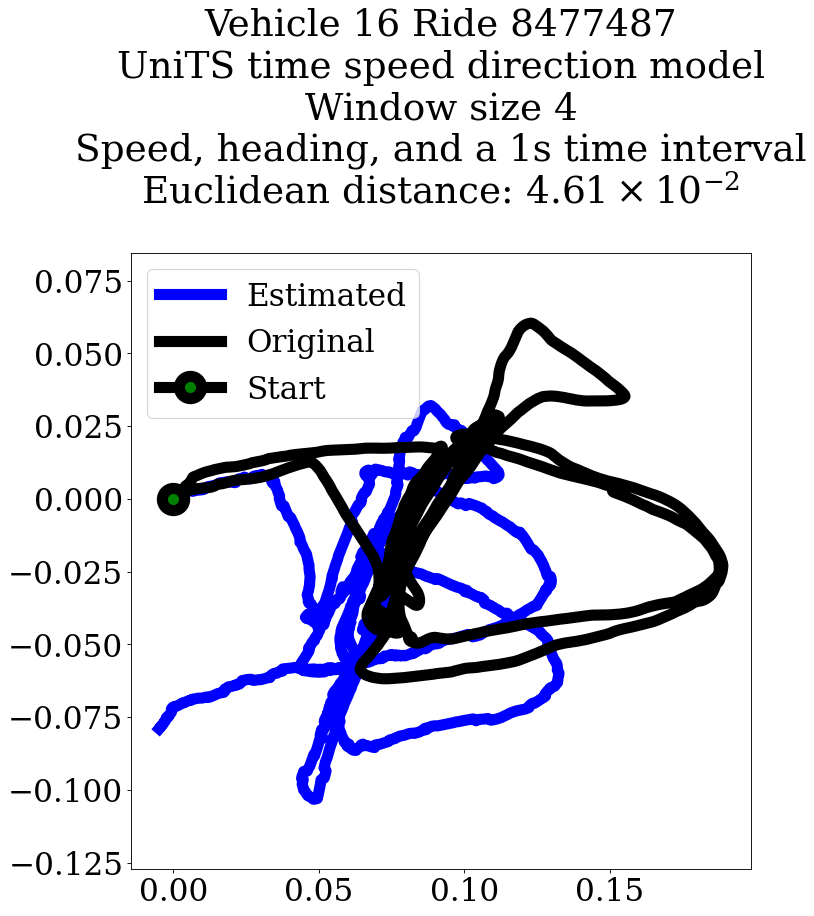 Vehicle 16 Ride 8477487
UniTS time speed direction model
Window size 4
Speed, heading, and a 1s time interval
Euclidean distance: 4.61 × 10⁻²
Estimated
Original
Start
0.075
0.050
0.025
0.000
−0.025
−0.050
−0.075
−0.100
−0.125
0.00 0.05 0.10 0.15